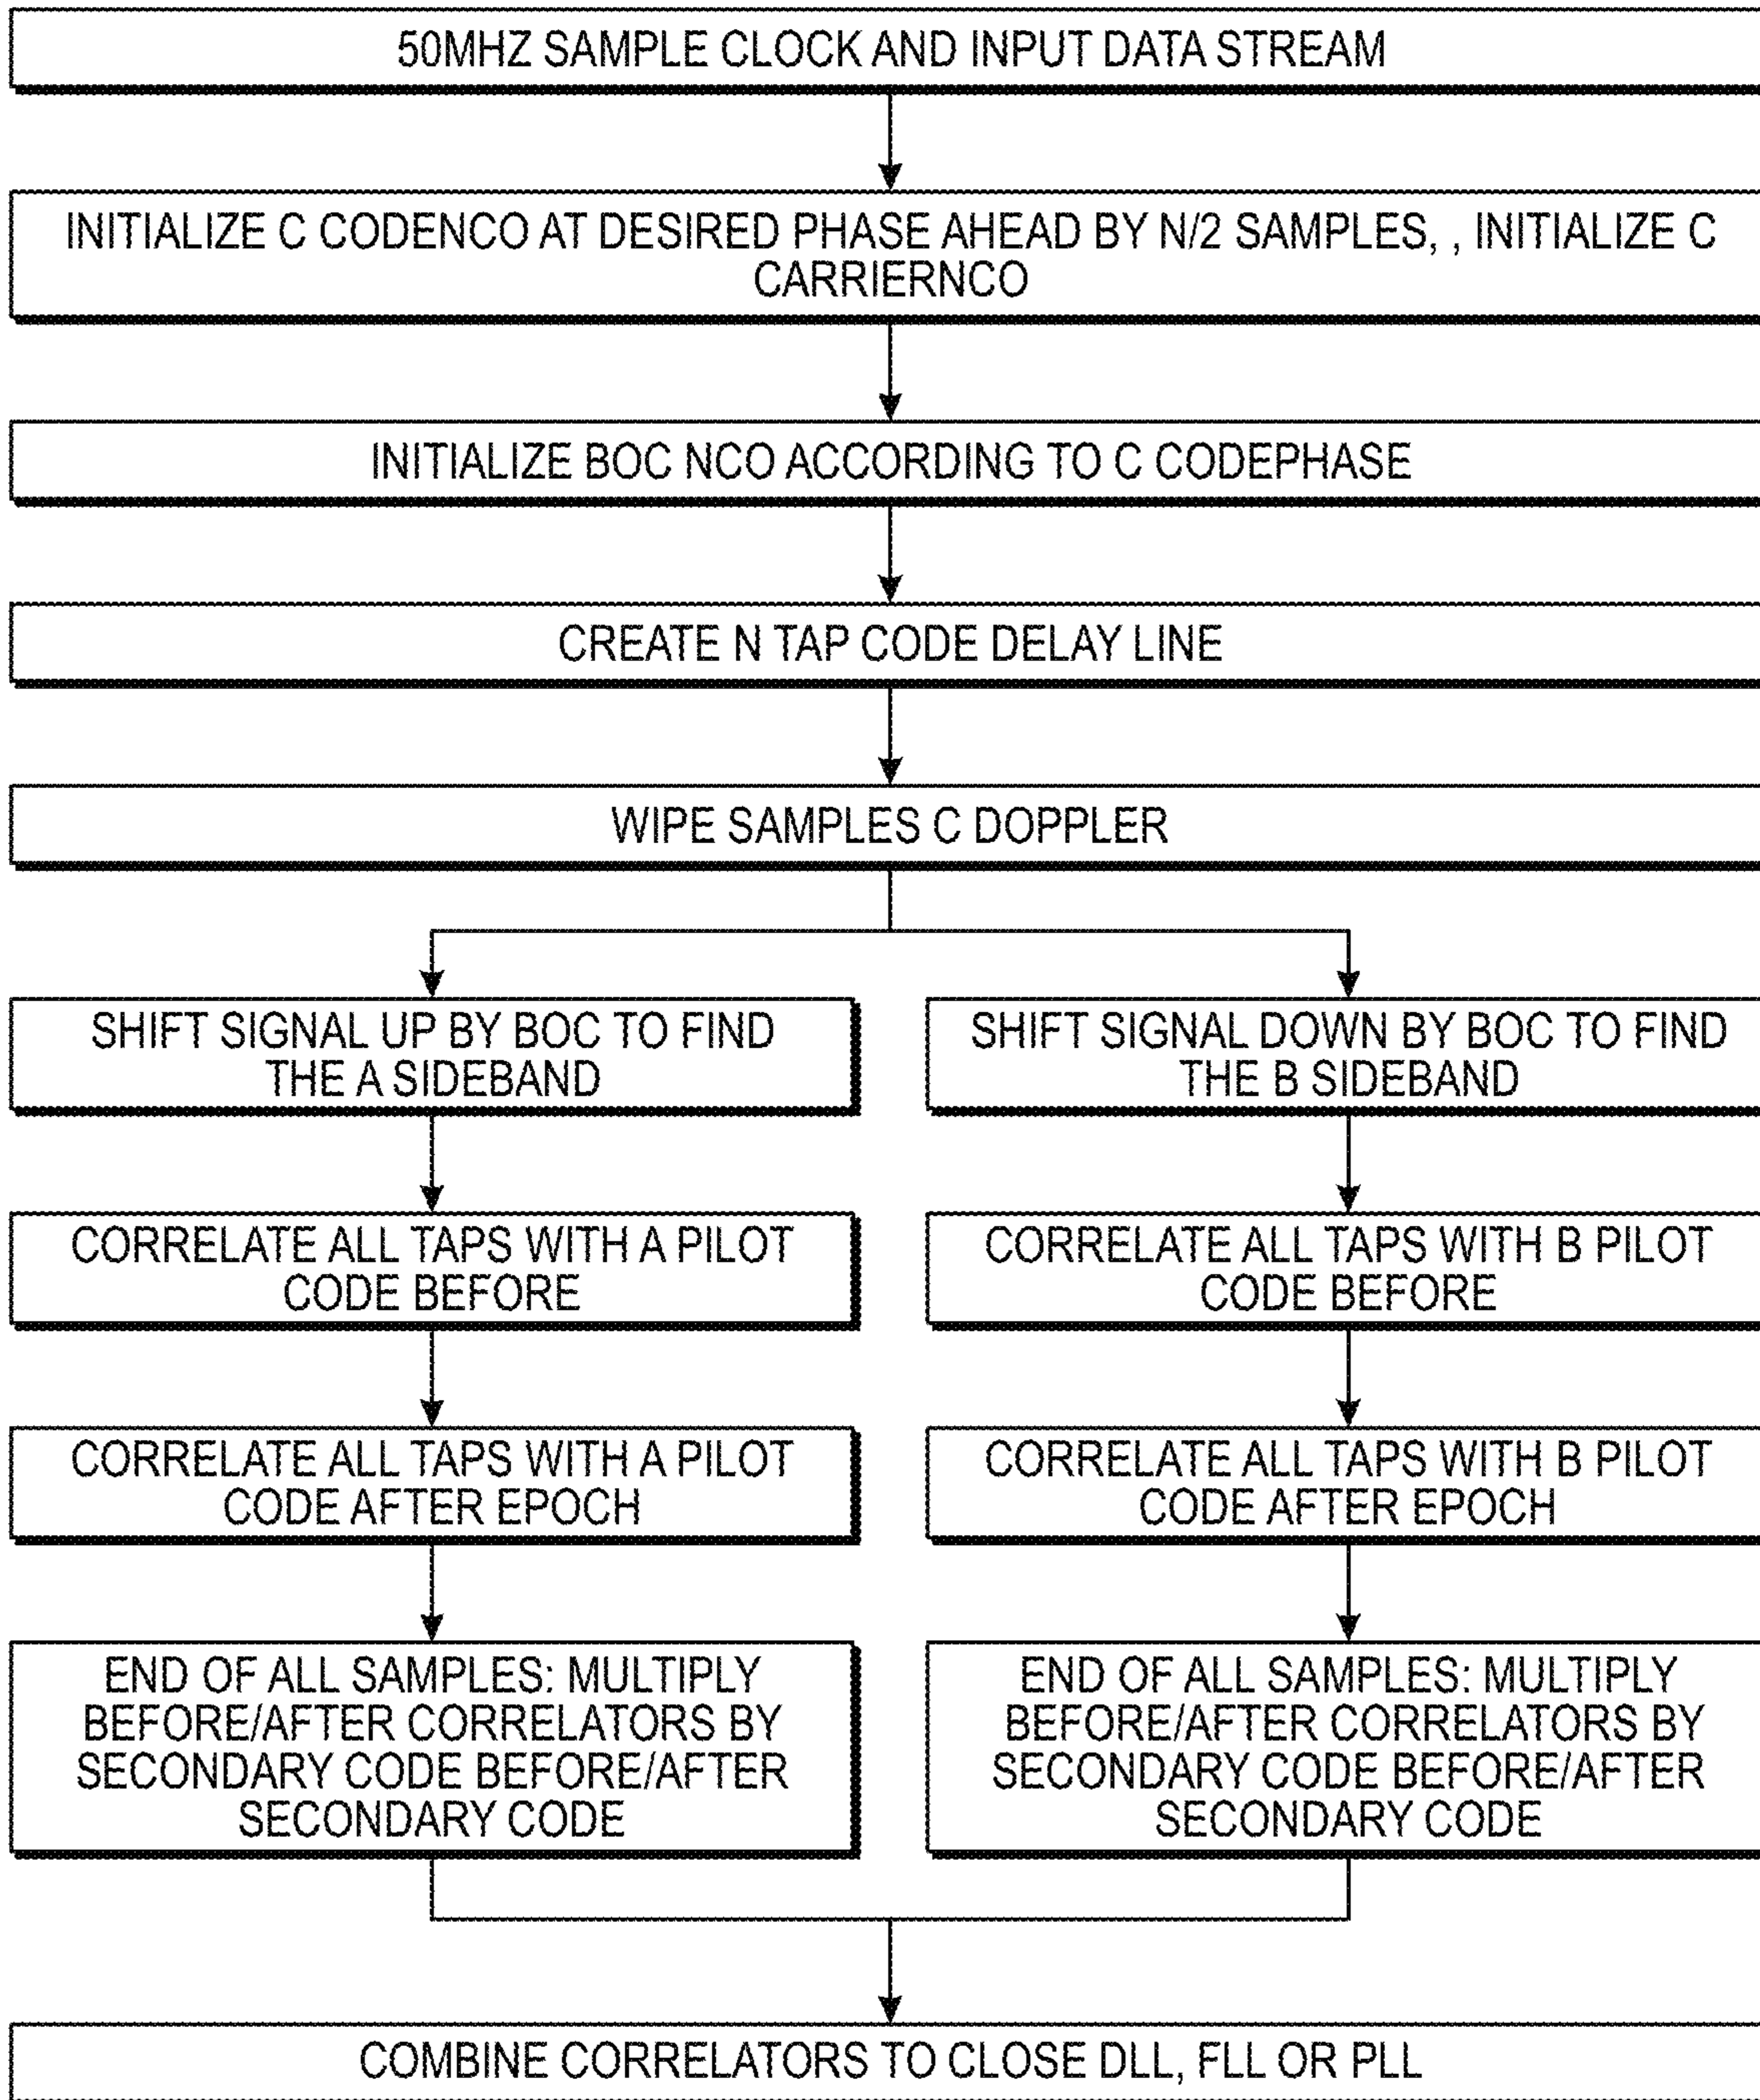 50MHZ SAMPLE CLOCK AND INPUT DATA STREAM
INITIALIZE C CODENCO AT DESIRED PHASE AHEAD BY N/2 SAMPLES, , INITIALIZE C
CARRIERNCO
INITIALIZE BOC NCO ACCORDING TO C CODEPHASE
CREATE N TAP CODE DELAY LINE
WIPE SAMPLES C DOPPLER
SHIFT SIGNAL UP BY BOC TO FIND
THE A SIDEBAND
SHIFT SIGNAL DOWN BY BOC TO FIND
THE B SIDEBAND
CORRELATE ALL TAPS WITH A PILOT
CODE BEFORE
CORRELATE ALL TAPS WITH B PILOT
CODE BEFORE
CORRELATE ALL TAPS WITH A PILOT
CODE AFTER EPOCH
CORRELATE ALL TAPS WITH B PILOT
CODE AFTER EPOCH
END OF ALL SAMPLES: MULTIPLY
BEFORE/AFTER CORRELATORS BY
SECONDARY CODE BEFORE/AFTER
SECONDARY CODE
END OF ALL SAMPLES: MULTIPLY
BEFORE/AFTER CORRELATORS BY
SECONDARY CODE BEFORE/AFTER
SECONDARY CODE
COMBINE CORRELATORS TO CLOSE DLL, FLL OR PLL